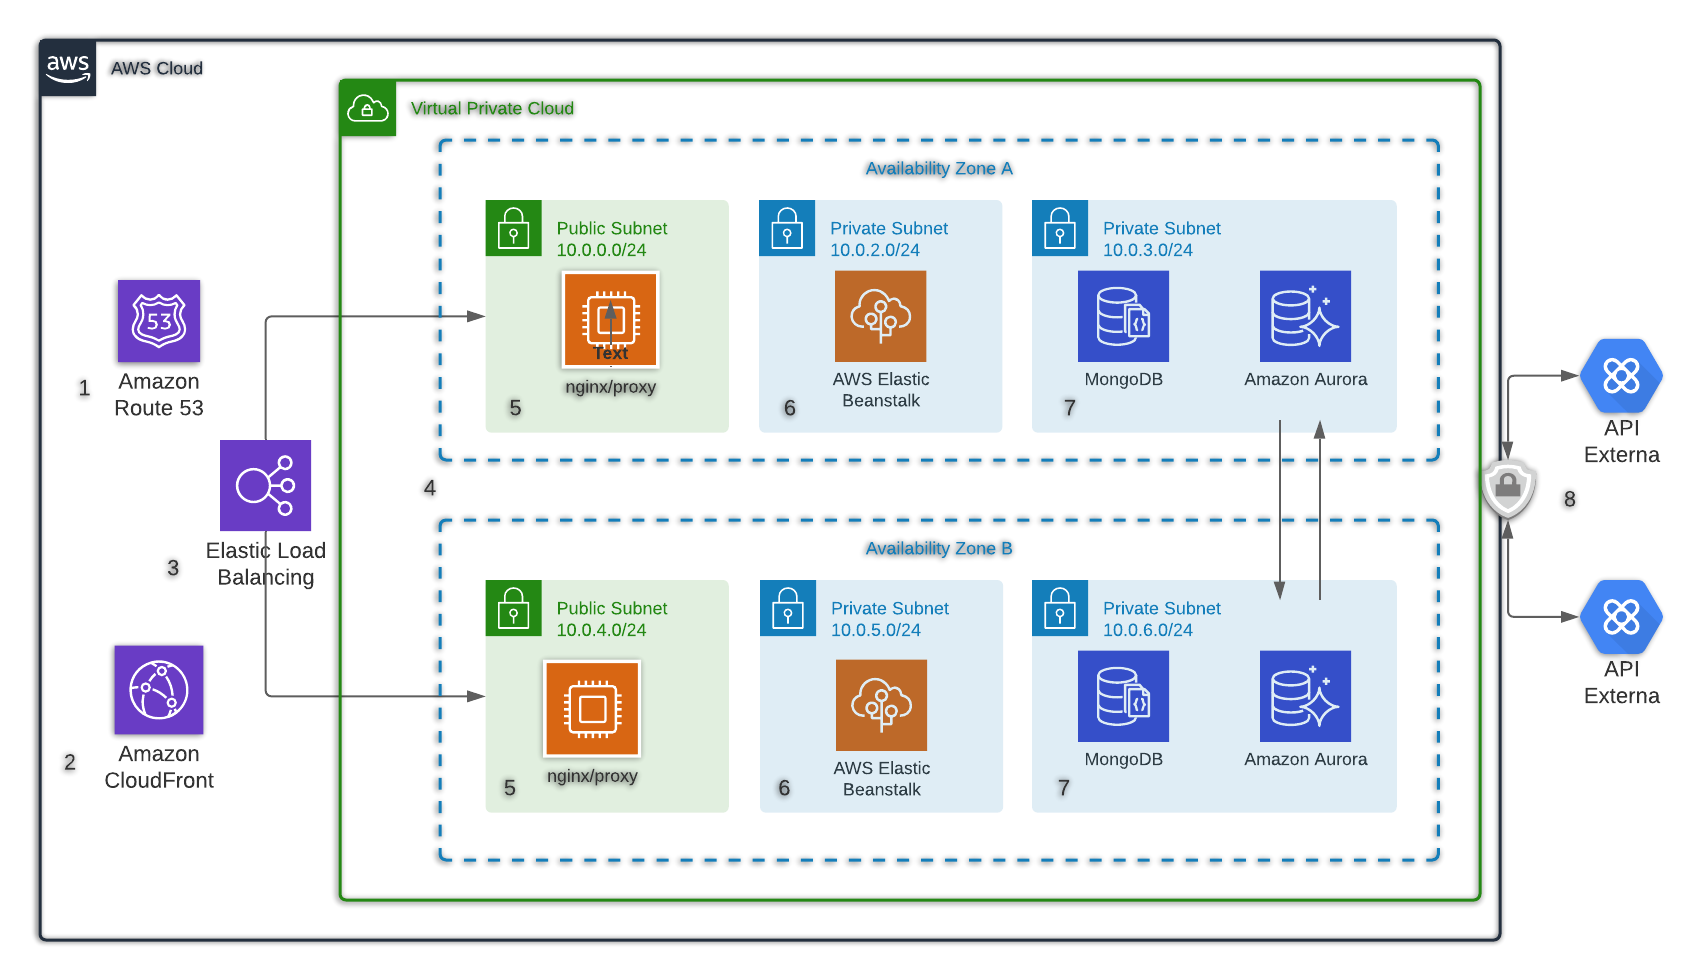 aws
AWS Cloud
Virtual Private Cloud
Availability Zone A
Public Subnet
10.0.0.0/24
Text
nginx/proxy
5
Private Subnet
10.0.2.0/24
AWS Elastic
Beanstalk
6
Private Subnet
10.0.3.0/24
MongoDB
Amazon Aurora
7
53
1
Amazon
Route 53
Elastic Load
Balancing
3
4
2
Amazon
CloudFront
Availability Zone B
Public Subnet
10.0.4.0/24
nginx/proxy
5
Private Subnet
10.0.5.0/24
AWS Elastic
Beanstalk
6
Private Subnet
10.0.6.0/24
MongoDB
Amazon Aurora
7
API
Externa
8
API
Externa